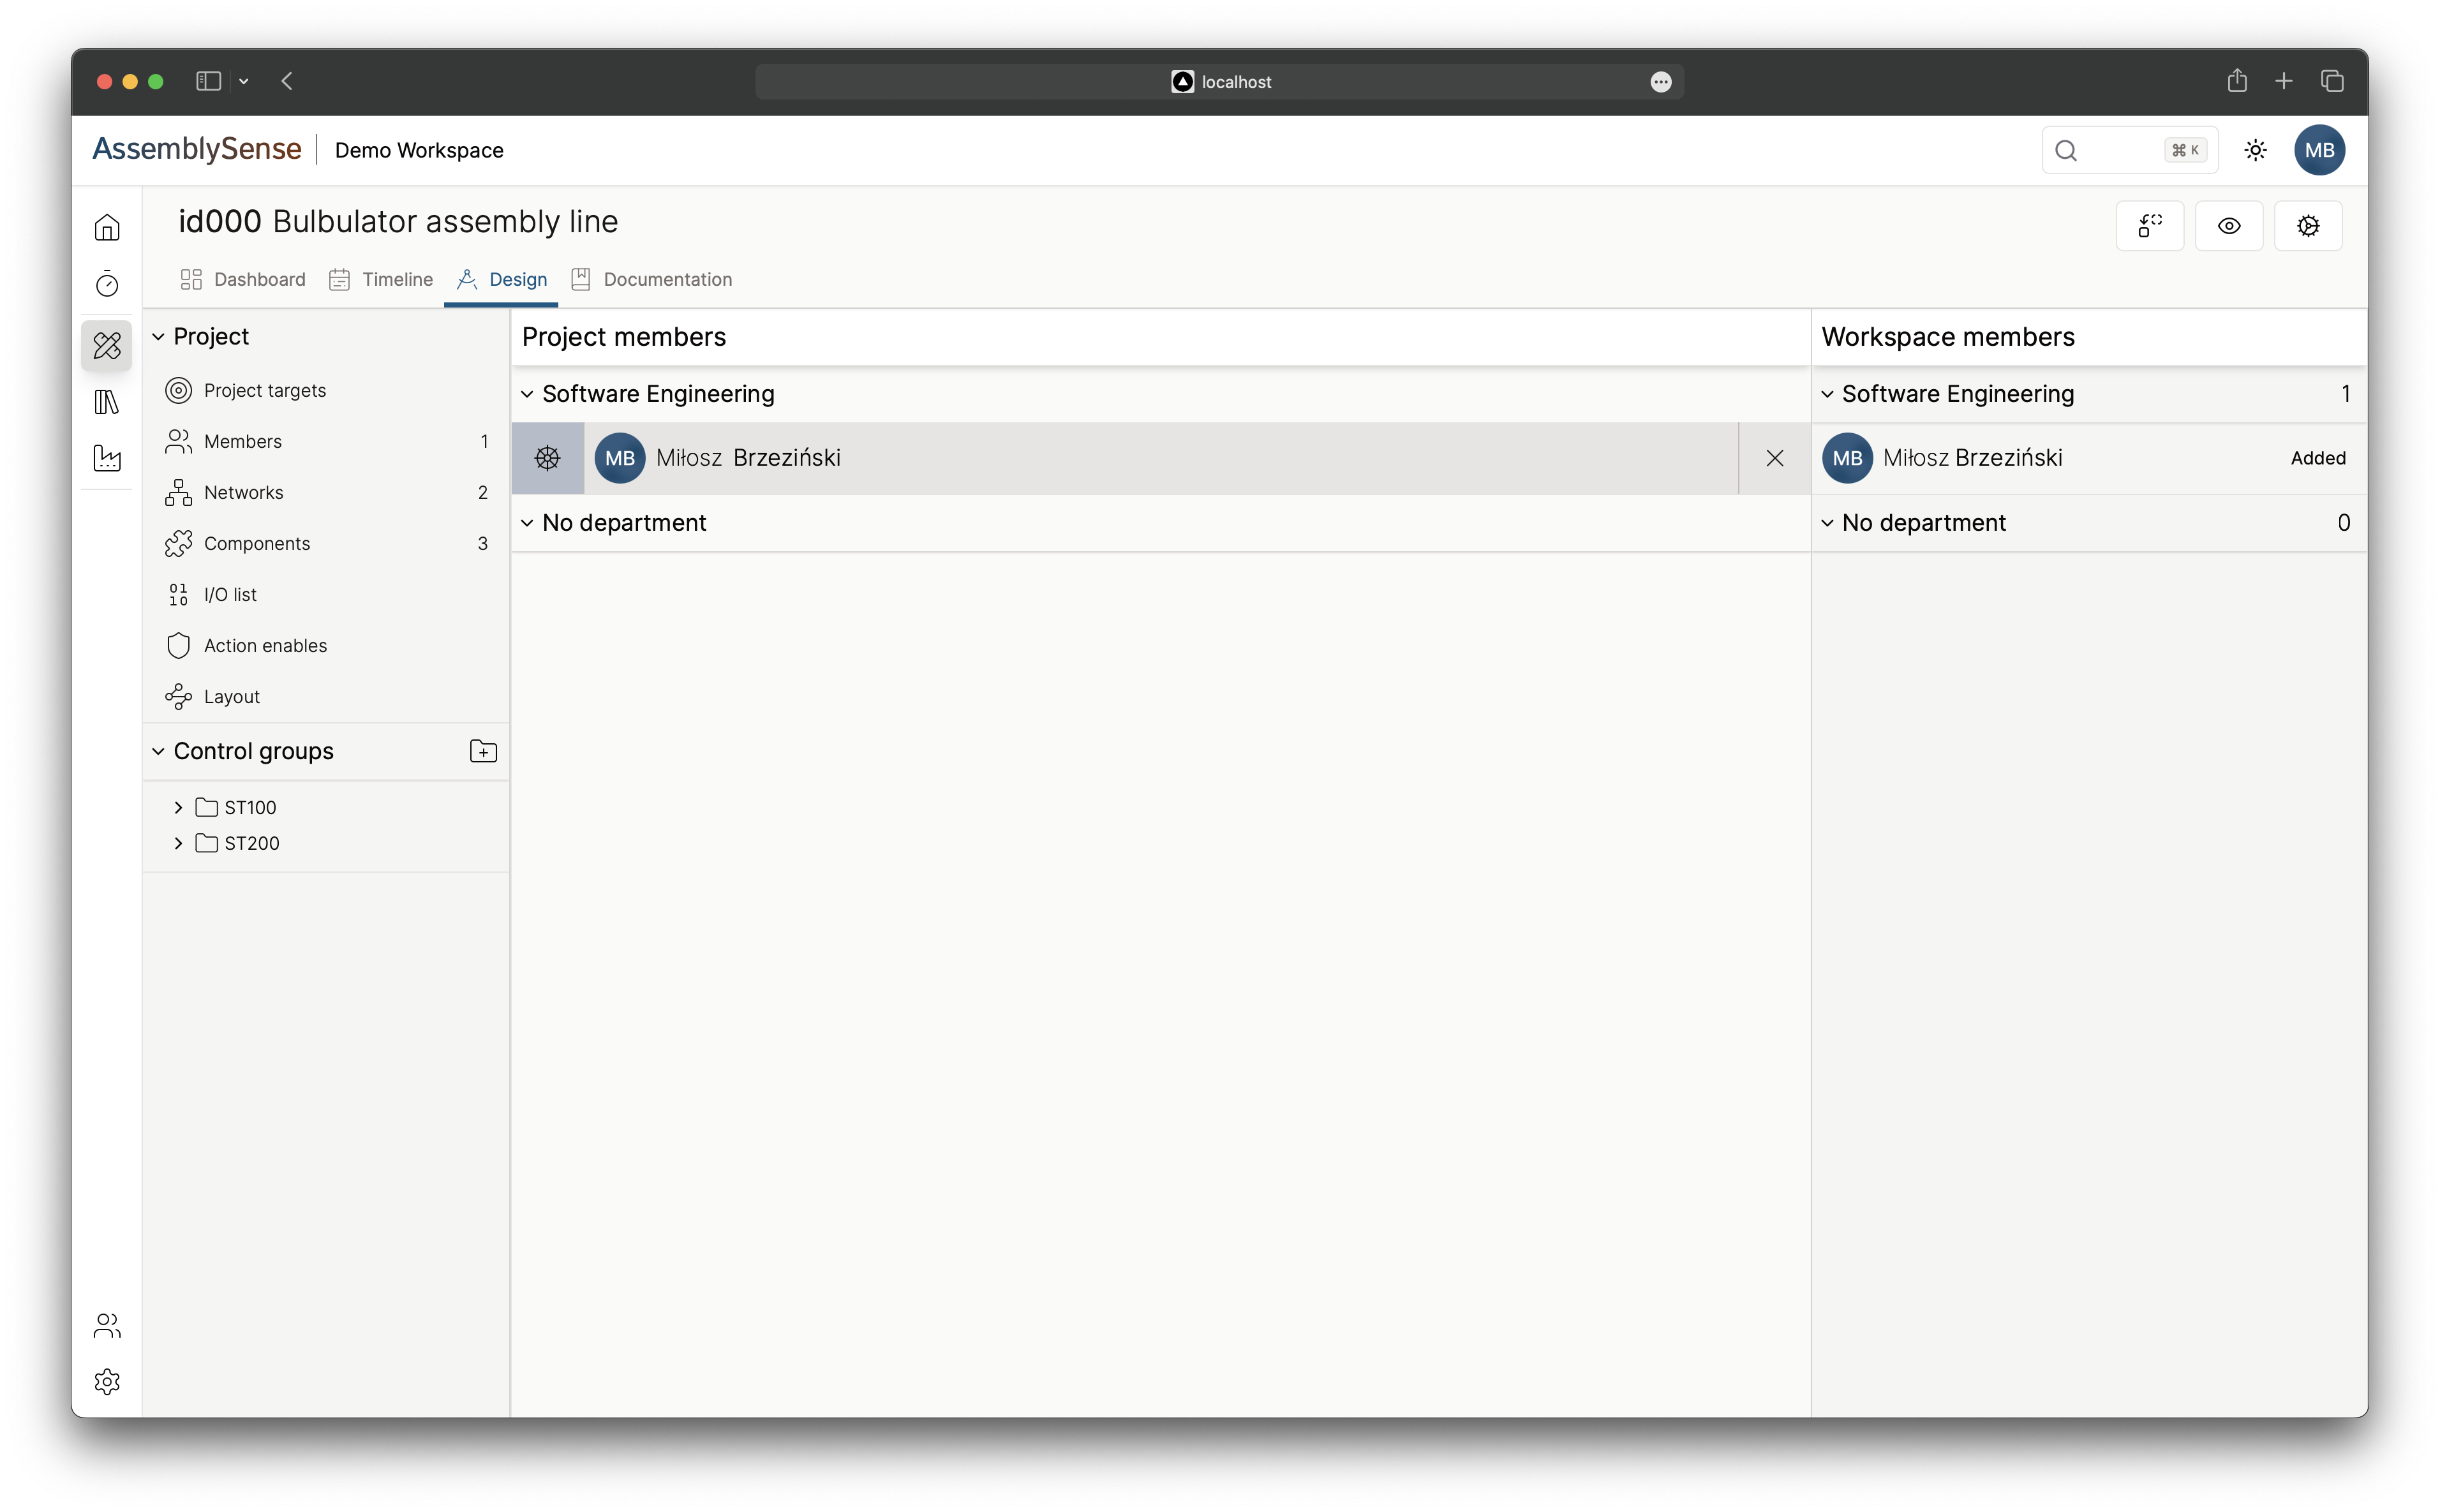 localhost
AssemblySense
Demo Workspace
⌘ K
MB
id000 Bulbulator assembly line
Dashboard
Timeline
Design
Documentation
Project
Project targets
Members 1
Networks 2
Components 3
I/O list
Action enables
Layout
Control groups
ST100
ST200
Project members
Software Engineering
MB Miłosz Brzeziński
No department
Workspace members
Software Engineering 1
MB Miłosz Brzeziński Added
No department 0